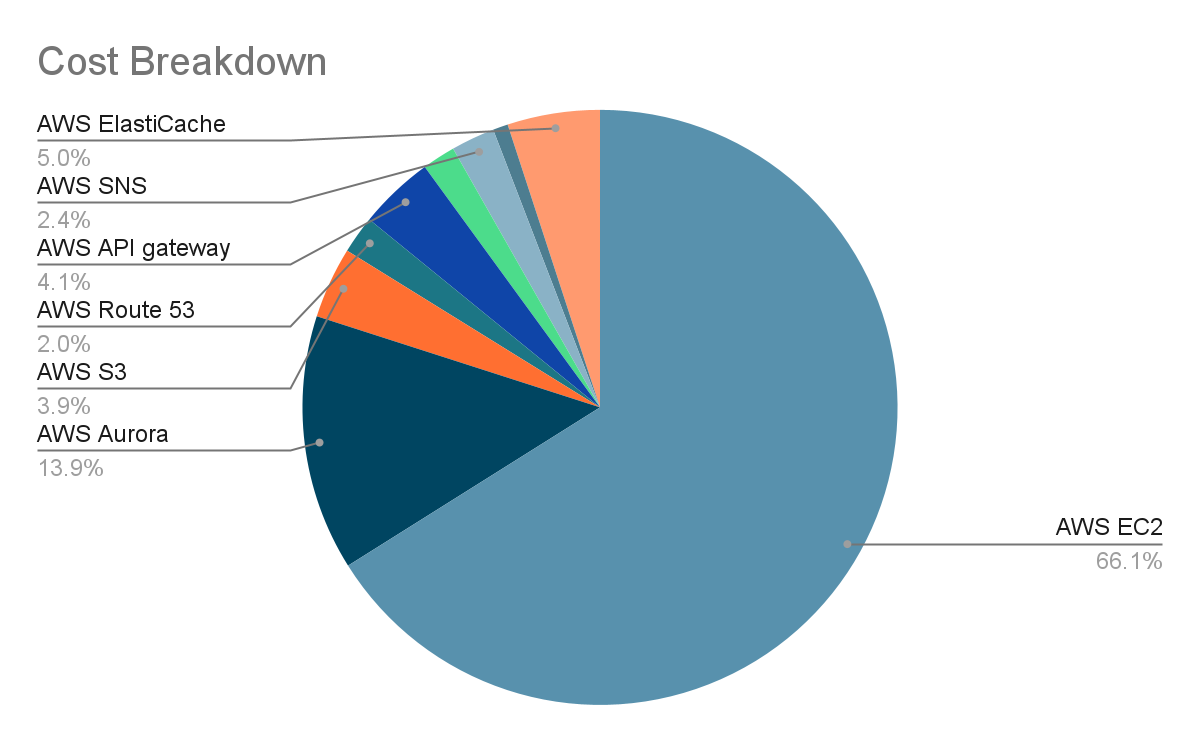 Cost Breakdown
AWS ElastiCache
5.0%
AWS SNS
2.4%
AWS API gateway
4.1%
AWS Route 53
2.0%
AWS S3
3.9%
AWS Aurora
13.9%
AWS EC2
66.1%